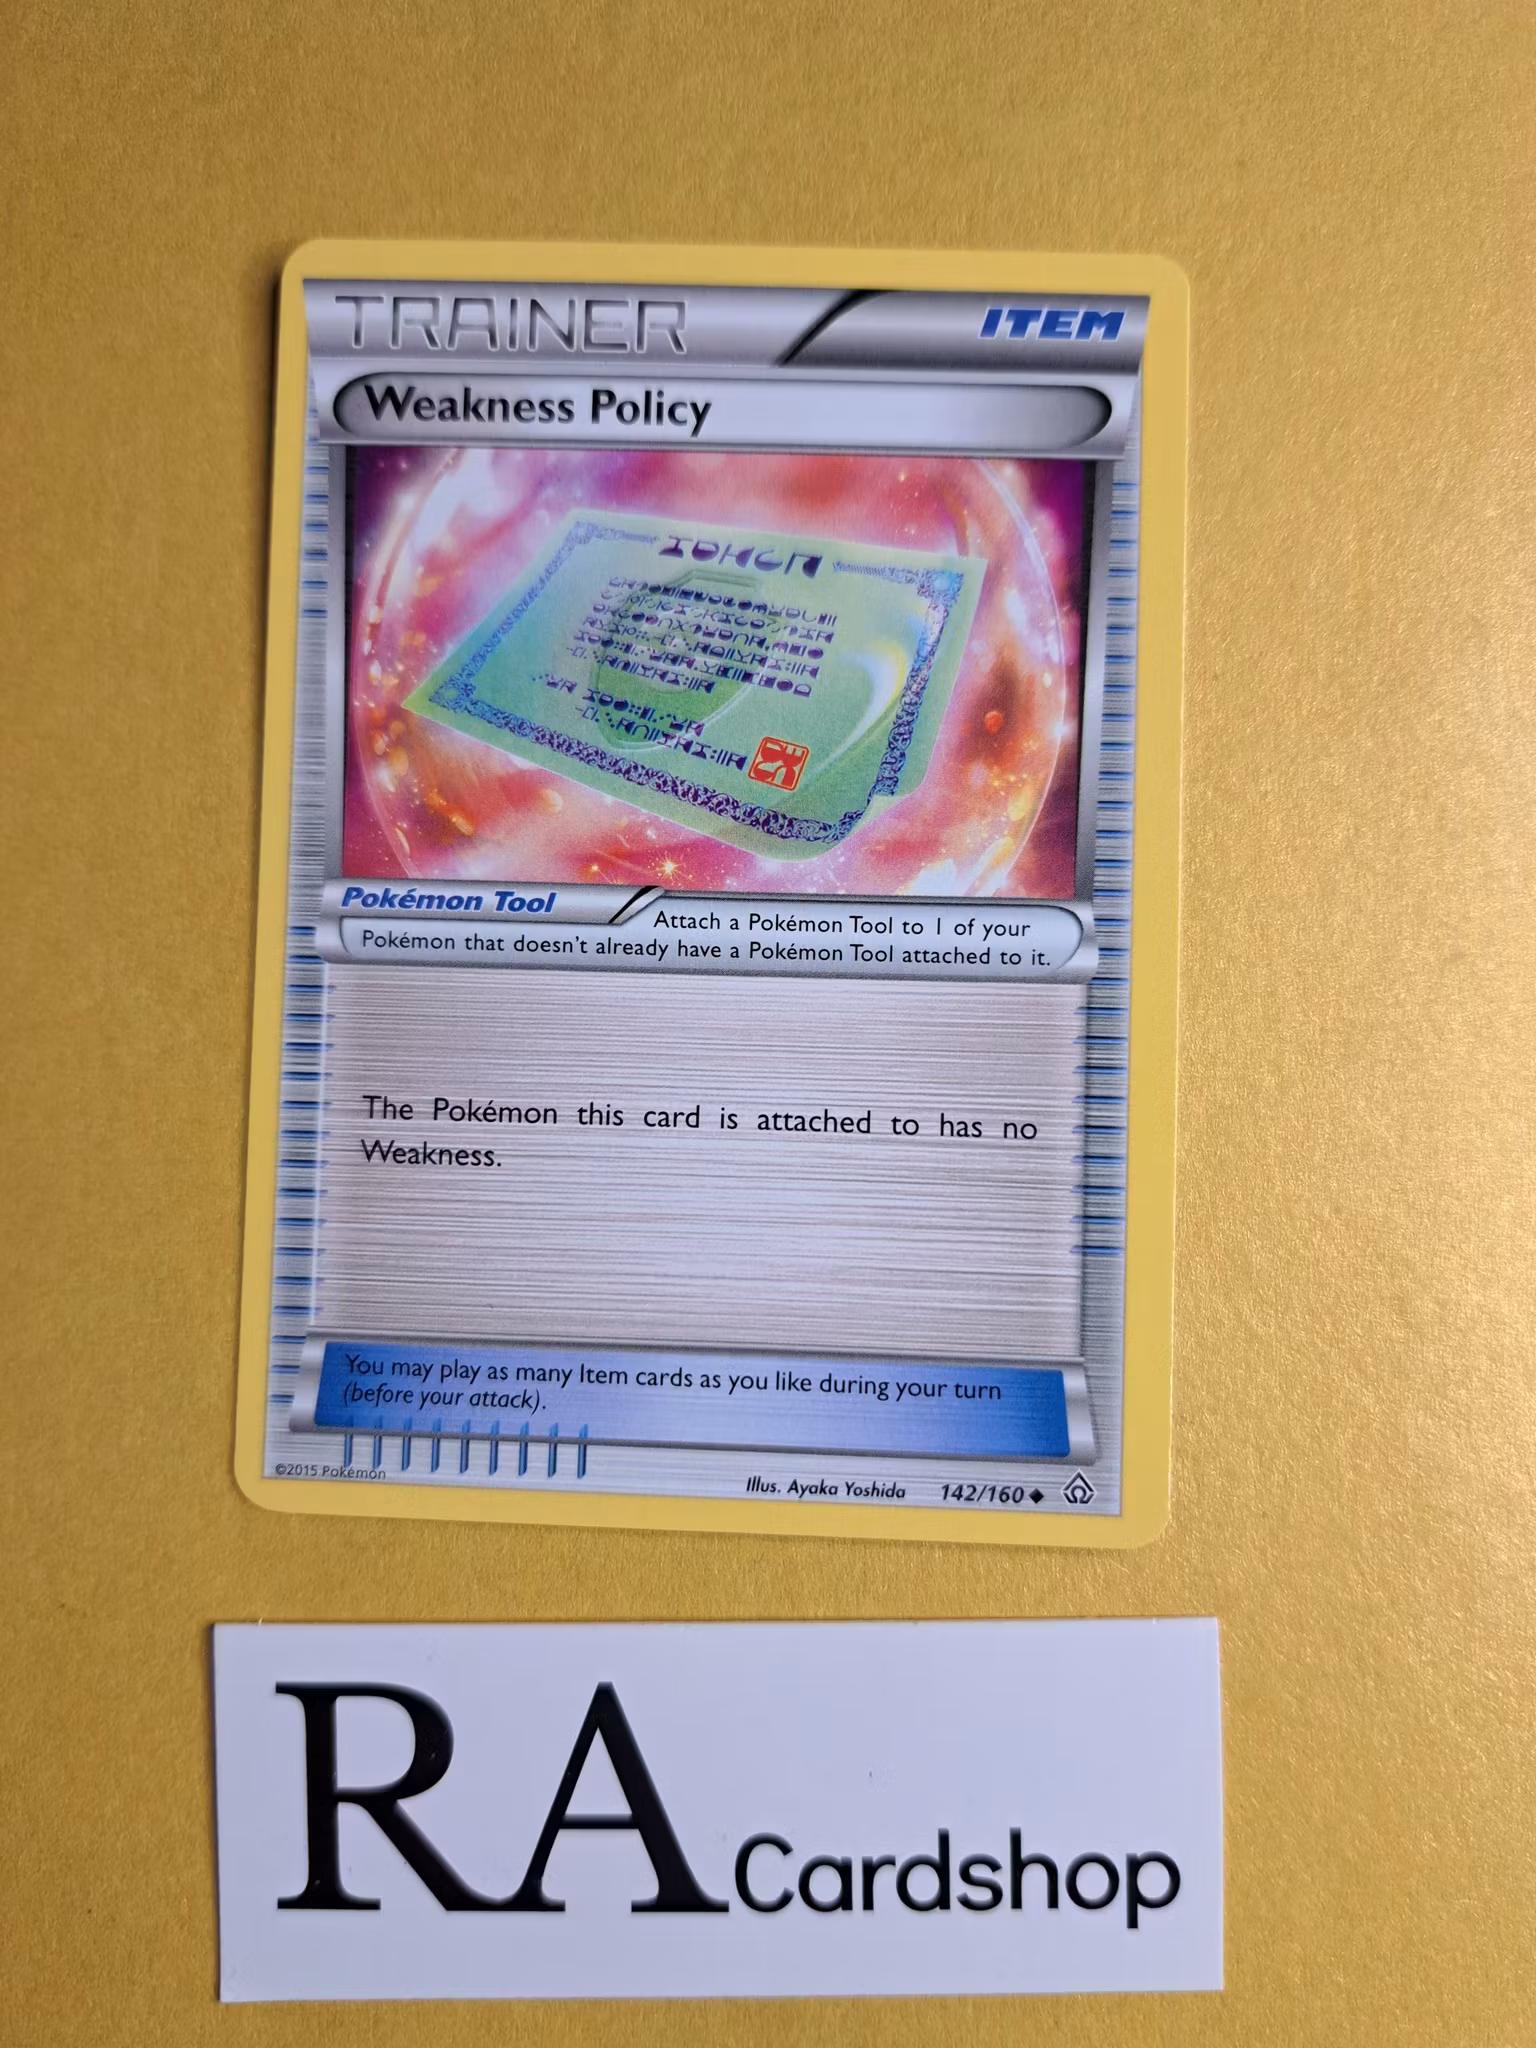 TRAINER
ITEM
Weakness Policy
Pokémon Tool
Attach a Pokémon Tool to 1 of your
Pokémon that doesn't already have a Pokémon Tool attached to it.
The Pokémon this card is attached to has no
Weakness.
You may play as many Item cards as you like during your turn
(before your attack).
©2015 Pokémon
Illus. Ayaka Yoshida
142/160
RA Cardshop